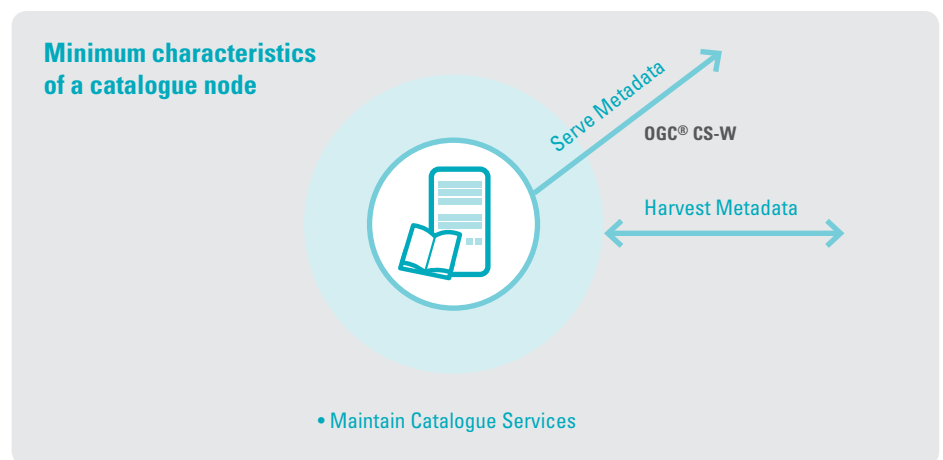 Minimum characteristics
of a catalogue node
Serve Metadata
OGC® CS-W
Harvest Metadata
• Maintain Catalogue Services